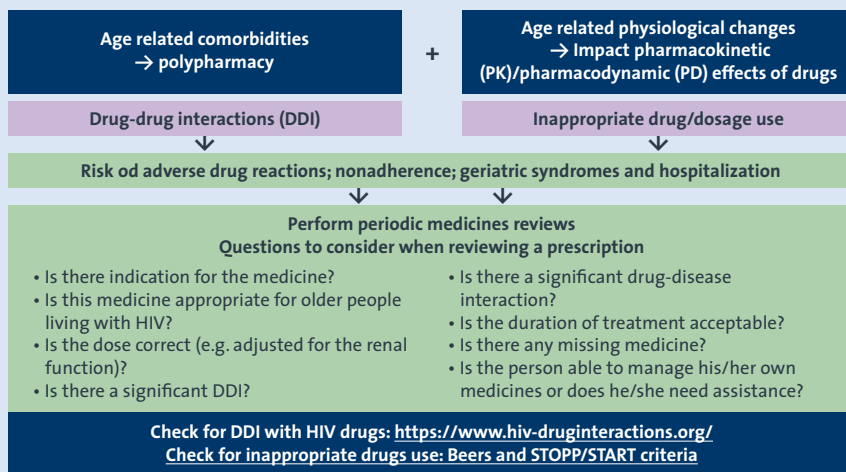 Age related comorbidities
→ polypharmacy
+
Age related physiological changes
→ Impact pharmacokinetic
(PK)/pharmacodynamic (PD) effects of drugs
Drug-drug interactions (DDI)
Inappropriate drug/dosage use
Risk od adverse drug reactions; nonadherence; geriatric syndromes and hospitalization
Perform periodic medicines reviews
Questions to consider when reviewing a prescription
• Is there indication for the medicine?
• Is this medicine appropriate for older people
living with HIV?
• Is the dose correct (e.g. adjusted for the renal
function)?
• Is there a significant DDI?
• Is there a significant drug-disease
interaction?
• Is the duration of treatment acceptable?
• Is there any missing medicine?
• Is the person able to manage his/her own
medicines or does he/she need assistance?
Check for DDI with HIV drugs: https://www.hiv-druginteractions.org/
Check for inappropriate drugs use: Beers and STOPP/START criteria